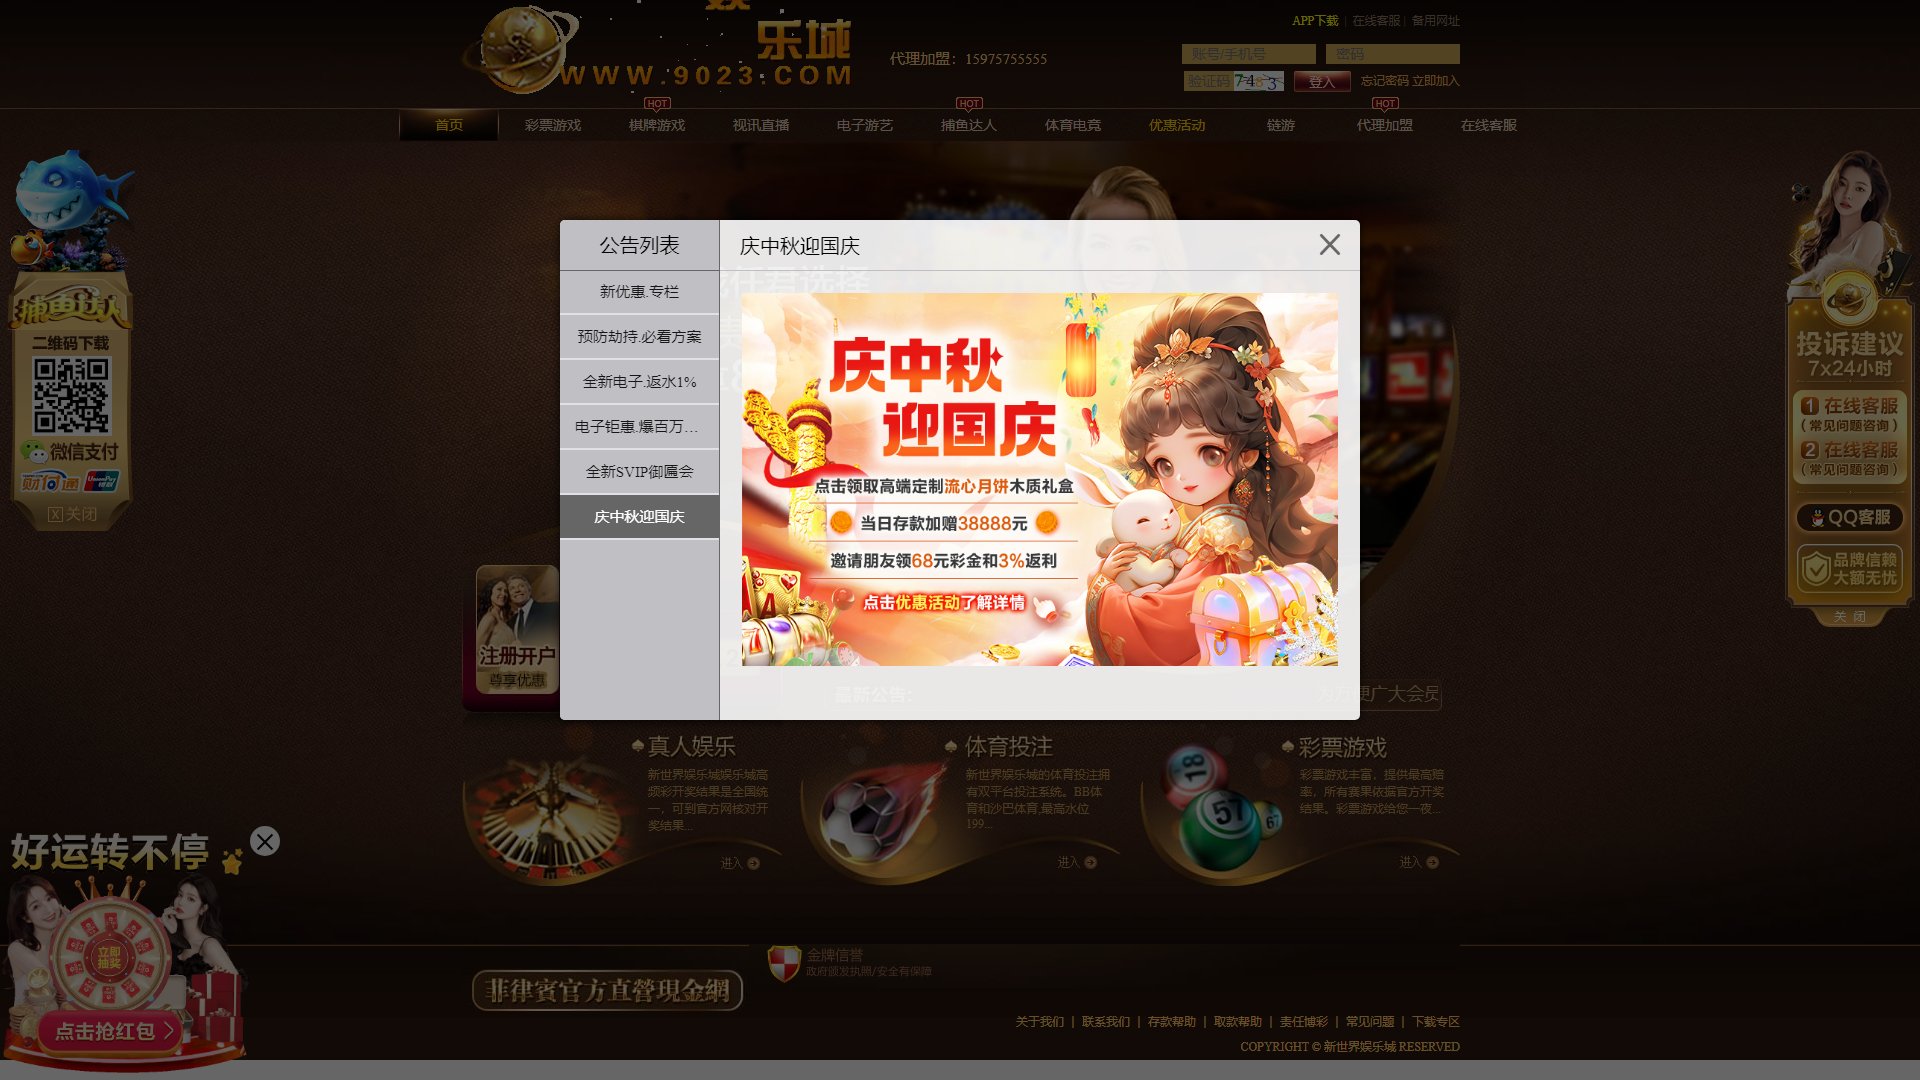 乐城
WWW.9023.COM
代理加盟：15975755555
APP下载 | 在线客服 | 备用网址
账号/手机号
密码
验证码
登入
忘记密码 立即加入
HOT
HOT
HOT
首页
彩票游戏
棋牌游戏
视讯直播
电子游艺
捕鱼达人
体育电竞
优惠活动
链游
代理加盟
在线客服
捕鱼达人
二维码下载
微信支付
财付通
UnionPay
X关闭
公告列表
新优惠.专栏
预防劫持.必看方案
全新电子.返水1%
电子钜惠.爆百万…
全新SVIP御匾会
庆中秋迎国庆
庆中秋迎国庆
任君选择
庆中秋
迎国庆
点击领取高端定制流心月饼木质礼盒
当日存款加赠38888元
邀请朋友领68元彩金和3%返利
点击优惠活动了解详情
最新公告:
便广大会员
投诉建议
7x24小时
1 在线客服
(常见问题咨询)
2 在线客服
(常见问题咨询)
QQ客服
品牌信赖
大额无忧
关 闭
注册开户
尊享优惠
真人娱乐
新世界娱乐城娱乐城高
频彩开奖结果是全国统
一，可到官方网核对开
奖结果...
进入
体育投注
新世界娱乐城的体育投注拥
有双平台投注系统。BB体
育和沙巴体育,最高水位
199...
进入
彩票游戏
彩票游戏丰富，提供最高赔
率，所有赛果依据官方开奖
结果。彩票游戏给您一夜...
进入
18
57
67
好运转不停
立即
抽奖
点击抢红包
金牌信誉
政府颁发执照/安全有保障
菲律賓官方直營現金網
关于我们 | 联系我们 | 存款帮助 | 取款帮助 | 责任博彩 | 常见问题 | 下载专区
COPYRIGHT © 新世界娱乐城 RESERVED